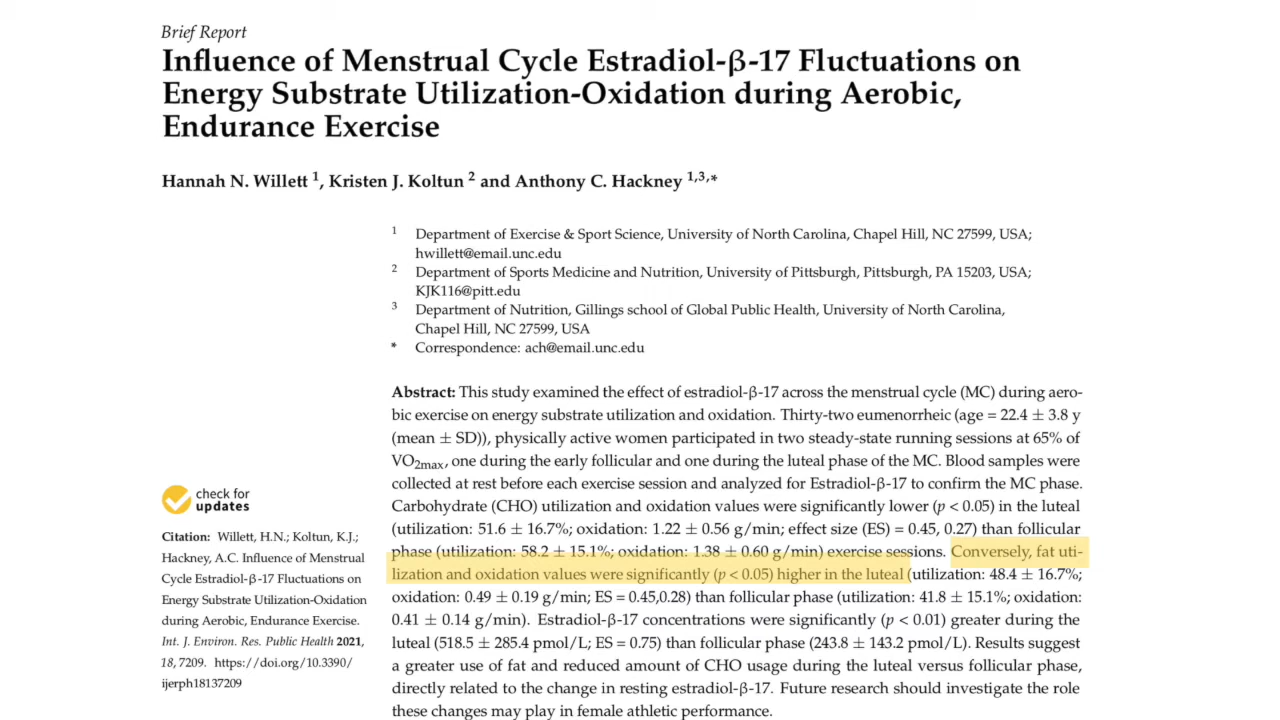 Brief Report
Influence of Menstrual Cycle Estradiol-β-17 Fluctuations on
Energy Substrate Utilization-Oxidation during Aerobic,
Endurance Exercise
Hannah N. Willett 1, Kristen J. Koltun 2 and Anthony C. Hackney 1,3,*
1 Department of Exercise & Sport Science, University of North Carolina, Chapel Hill, NC 27599, USA;
hwillett@email.unc.edu
2 Department of Sports Medicine and Nutrition, University of Pittsburgh, Pittsburgh, PA 15203, USA;
KJK116@pitt.edu
3 Department of Nutrition, Gillings school of Global Public Health, University of North Carolina,
Chapel Hill, NC 27599, USA
* Correspondence: ach@email.unc.edu
Abstract: This study examined the effect of estradiol-β-17 across the menstrual cycle (MC) during aero-
bic exercise on energy substrate utilization and oxidation. Thirty-two eumenorrheic (age = 22.4 ± 3.8 y
(mean ± SD)), physically active women participated in two steady-state running sessions at 65% of
VO2max, one during the early follicular and one during the luteal phase of the MC. Blood samples were
collected at rest before each exercise session and analyzed for Estradiol-β-17 to confirm the MC phase.
Carbohydrate (CHO) utilization and oxidation values were significantly lower (p < 0.05) in the luteal
(utilization: 51.6 ± 16.7%; oxidation: 1.22 ± 0.56 g/min; effect size (ES) = 0.45, 0.27) than follicular
phase (utilization: 58.2 ± 15.1%; oxidation: 1.38 ± 0.60 g/min) exercise sessions. Conversely, fat uti-
lization and oxidation values were significantly (p < 0.05) higher in the luteal (utilization: 48.4 ± 16.7%;
oxidation: 0.49 ± 0.19 g/min; ES = 0.45,0.28) than follicular phase (utilization: 41.8 ± 15.1%; oxidation:
0.41 ± 0.14 g/min). Estradiol-β-17 concentrations were significantly (p < 0.01) greater during the
luteal (518.5 ± 285.4 pmol/L; ES = 0.75) than follicular phase (243.8 ± 143.2 pmol/L). Results suggest
a greater use of fat and reduced amount of CHO usage during the luteal versus follicular phase,
directly related to the change in resting estradiol-β-17. Future research should investigate the role
these changes may play in female athletic performance.
check for
updates
Citation: Willett, H.N.; Koltun, K.J.;
Hackney, A.C. Influence of Menstrual
Cycle Estradiol-β-17 Fluctuations on
Energy Substrate Utilization-Oxidation
during Aerobic, Endurance Exercise.
Int. J. Environ. Res. Public Health 2021,
18, 7209. https://doi.org/10.3390/
ijerph18137209